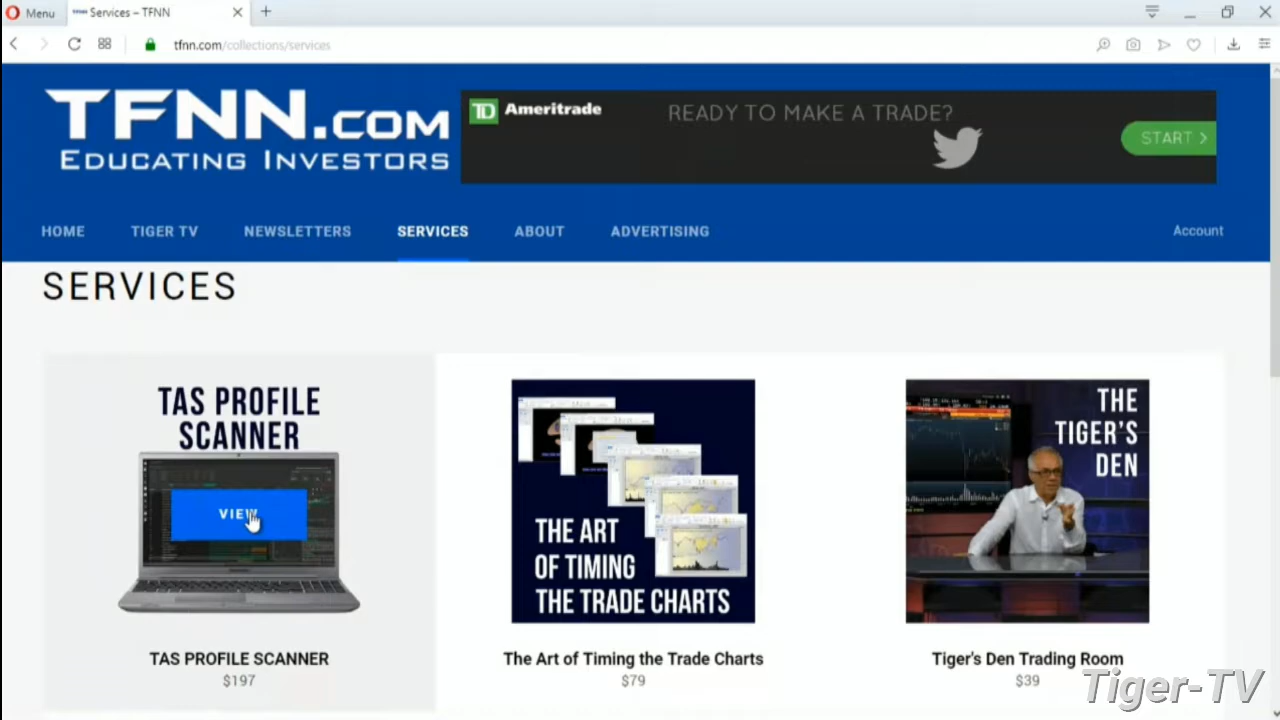 Menu
Services – TFNN
tfnn.com/collections/services
TFNN.COM
EDUCATING INVESTORS
TD Ameritrade
READY TO MAKE A TRADE?
START >
HOME
TIGER TV
NEWSLETTERS
SERVICES
ABOUT
ADVERTISING
Account
SERVICES
TAS PROFILE
SCANNER
VIEW
THE ART
OF TIMING
THE TRADE CHARTS
THE
TIGER'S
DEN
TAS PROFILE SCANNER
$197
The Art of Timing the Trade Charts
$79
Tiger's Den Trading Room
$39
Tiger-TV